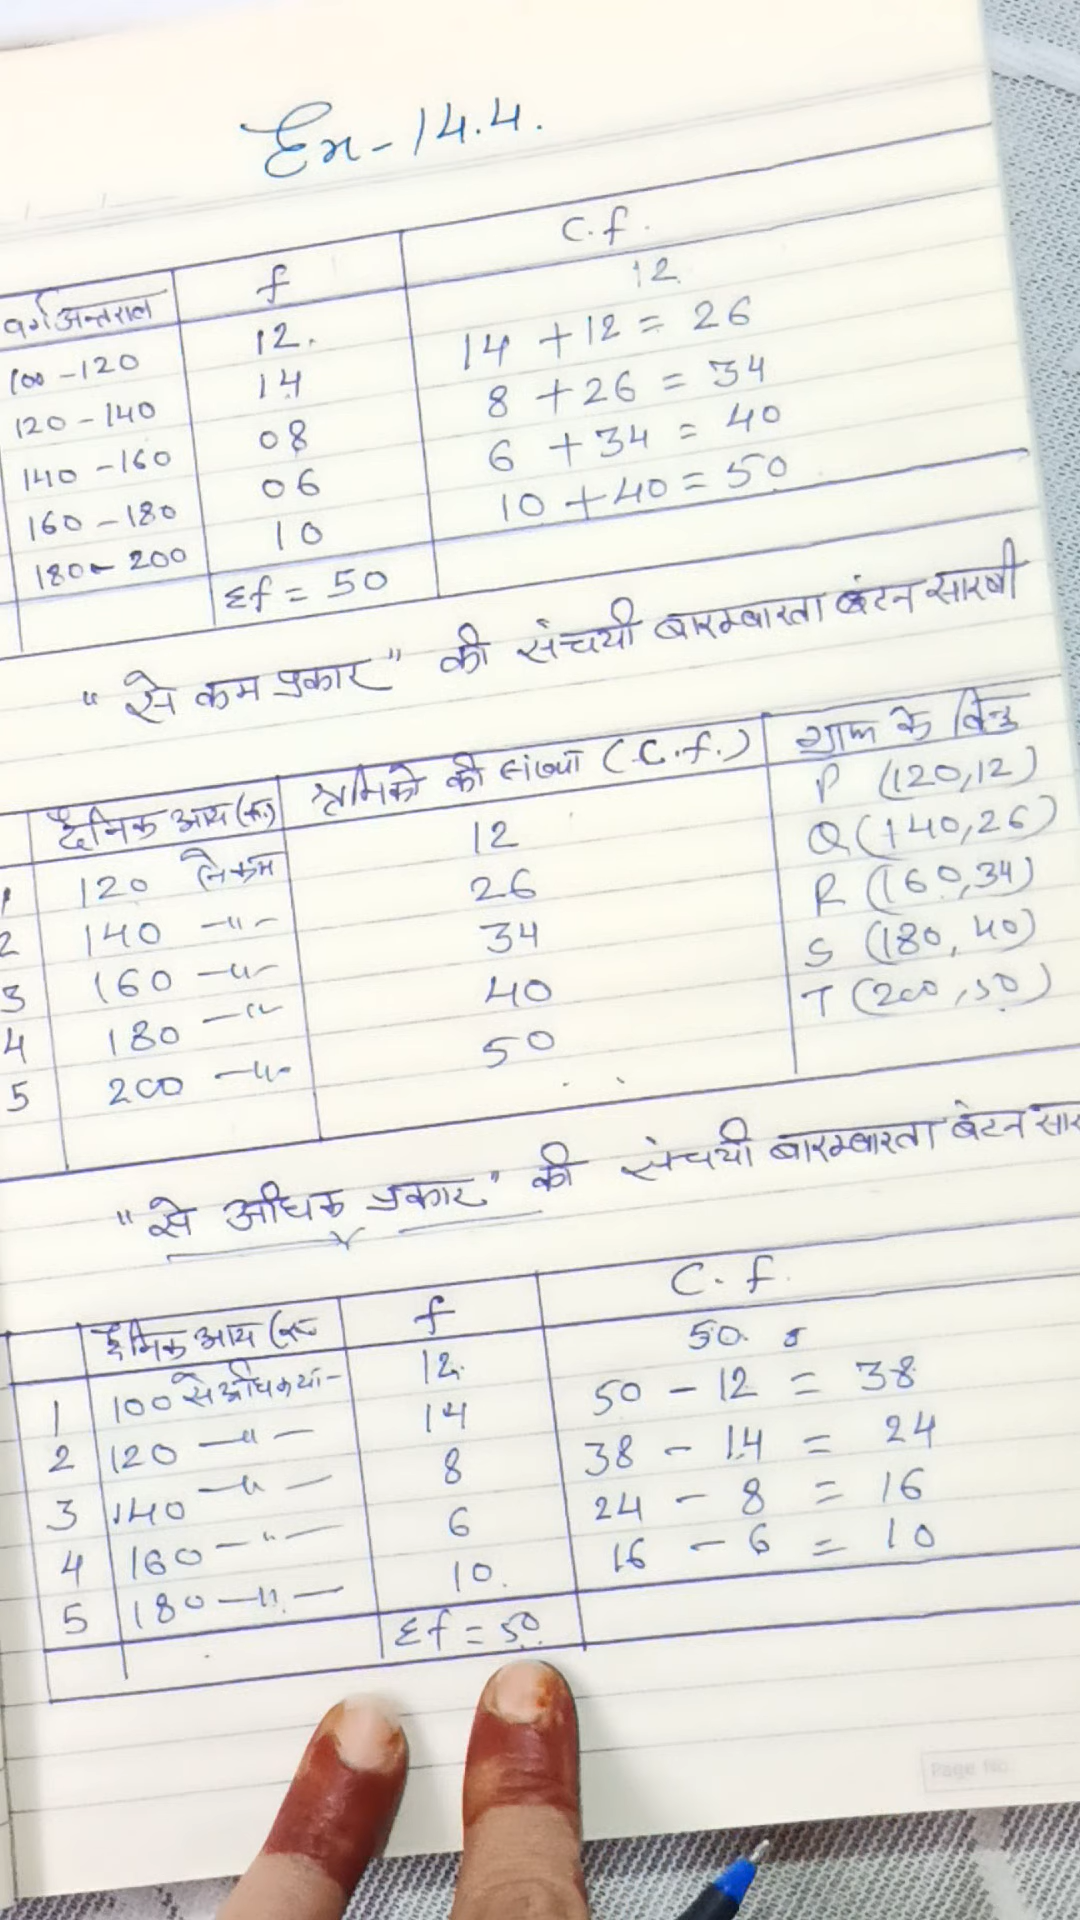 Ex-14.4.
वर्ग अन्तराल f C.f.
100-120 12. 12
120-140 14 14 + 12 = 26
140-160 08 8 + 26 = 34
160-180 06 6 + 34 = 40
180-200 10 10 + 40 = 50
Σf = 50
"से कम प्रकार" की संचयी बारम्बारता बंटन सारणी
दैनिक आय (रू) श्रमिको की संख्या (C.f.) ग्राफ के बिन्दु
1 120 से कम 12 P (120,12)
2 140 -"- 26 Q (140,26)
3 160 -"- 34 R (160,34)
4 180 -"- 40 S (180,40)
5 200 -"- 50 T (200,50)
"से अधिक प्रकार" की संचयी बारम्बारता बंटन सार
दैनिक आय (रू f C.f.
1 100 से अधिक या- 12. 50
2 120 -"- 14 50 - 12 = 38
3 140 -"- 8 38 - 14 = 24
4 160 -"- 6 24 - 8 = 16
5 180 -"- 10. 16 - 6 = 10
Σf = 50
Page No.